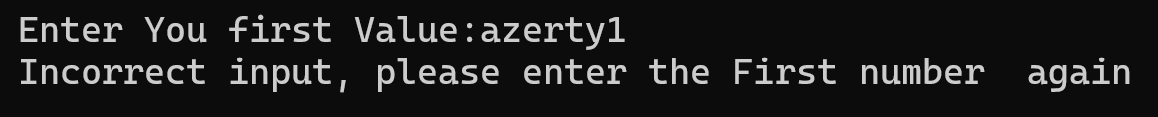 Enter You first Value:azerty1
Incorrect input, please enter the First number  again